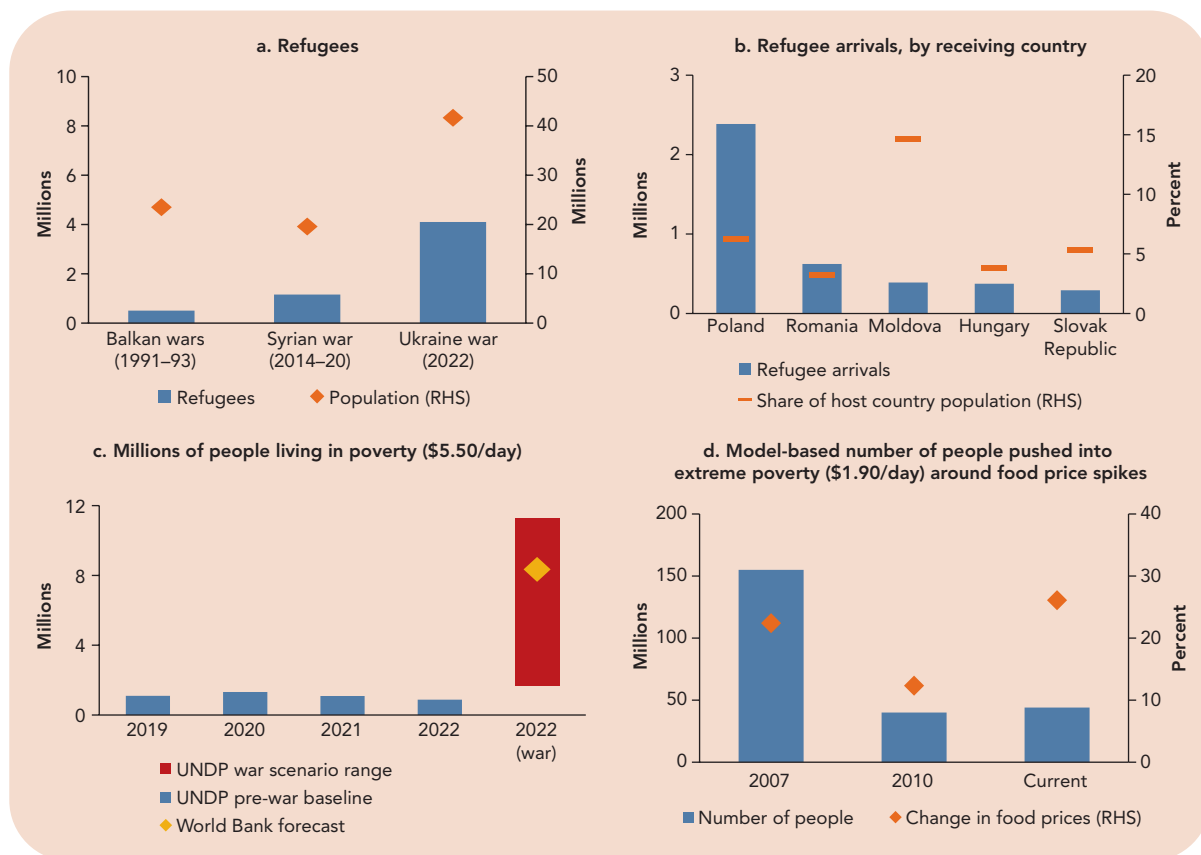 a. Refugees
10
8
6
4
2
0
Millions
50
40
30
20
10
0
Millions
Balkan wars
(1991–93)
Syrian war
(2014–20)
Ukraine war
(2022)
Refugees
Population (RHS)
b. Refugee arrivals, by receiving country
3
2
1
0
Millions
20
15
10
5
0
Percent
Poland
Romania
Moldova
Hungary
Slovak
Republic
Refugee arrivals
Share of host country population (RHS)
c. Millions of people living in poverty ($5.50/day)
12
8
4
0
Millions
2019
2020
2021
2022
2022
(war)
UNDP war scenario range
UNDP pre-war baseline
World Bank forecast
d. Model-based number of people pushed into
extreme poverty ($1.90/day) around food price spikes
200
150
100
50
0
Millions
40
30
20
10
0
Percent
2007
2010
Current
Number of people
Change in food prices (RHS)